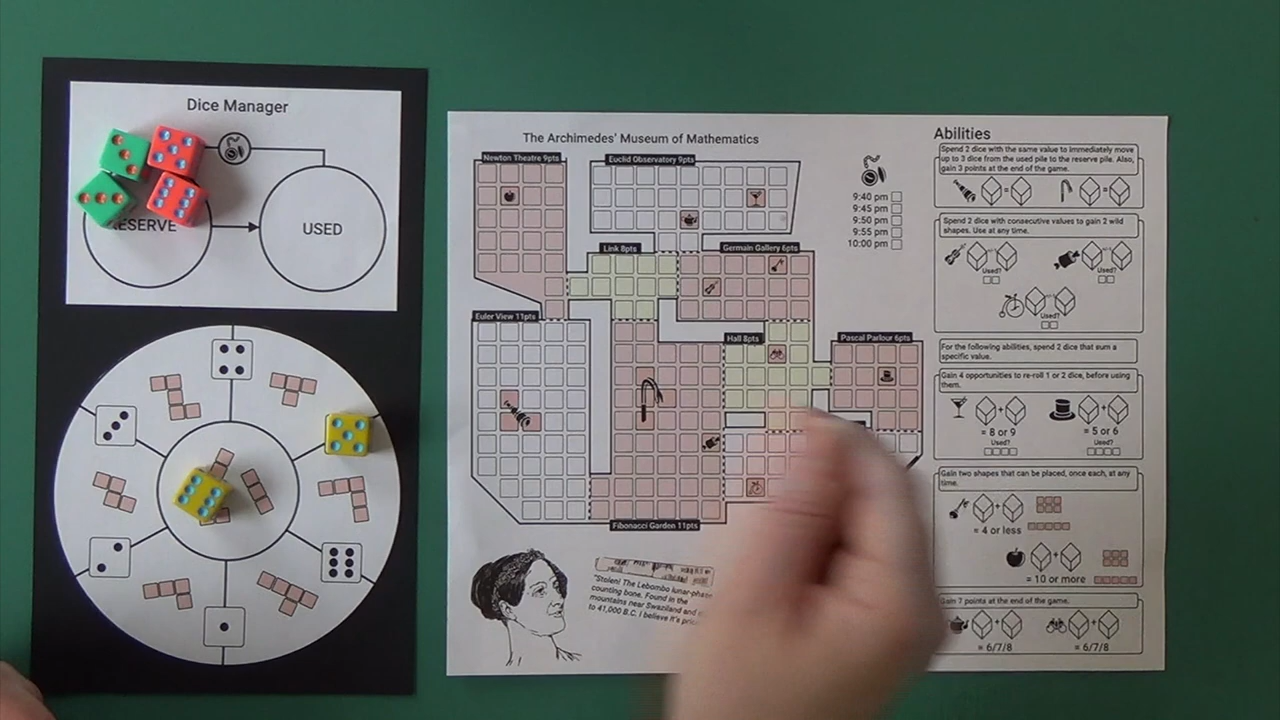 Dice Manager
RESERVE
USED
The Archimedes' Museum of Mathematics
Newton Theatre 9pts
Euclid Observatory 9pts
Link 8pts
Germain Gallery 6pts
Euler View 11pts
Hall 8pts
Pascal Parlour 6pts
Fibonacci Garden 11pts
9:40 pm
9:45 pm
9:50 pm
9:55 pm
10:00 pm
"Stolen! The Lebombo lunar-phase
counting bone. Found in the
mountains near Swaziland and
to 41,000 B.C. I believe it's
Abilities
Spend 2 dice with the same value to immediately move
up to 3 dice from the used pile to the reserve pile. Also,
gain 3 points at the end of the game.
=
=
Spend 2 dice with consecutive values to gain 2 wild
shapes. Use at any time.
Used?
Used?
Used?
For the following abilities, spend 2 dice that sum a
specific value.
Gain 4 opportunities to re-roll 1 or 2 dice, before using
them.
+
+
= 8 or 9
= 5 or 6
Used?
Used?
Gain two shapes that can be placed, once each, at any
time.
+
= 4 or less
+
= 10 or more
Gain 7 points at the end of the game.
+
+
= 6/7/8
= 6/7/8